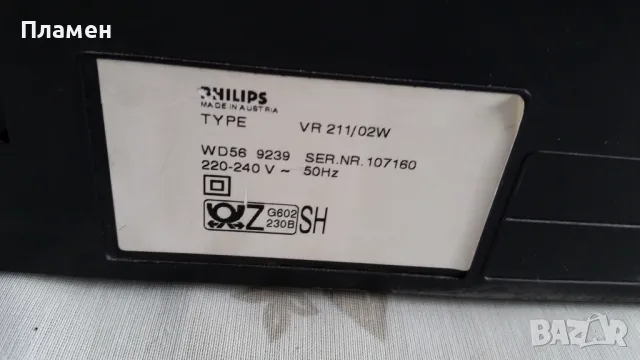 Пламен
PHILIPS
MADE IN AUSTRIA
TYPE VR 211/02W
WD56 9239 SER.NR. 107160
220-240 V ~ 50Hz
Z G602 230B SH
BAZAR